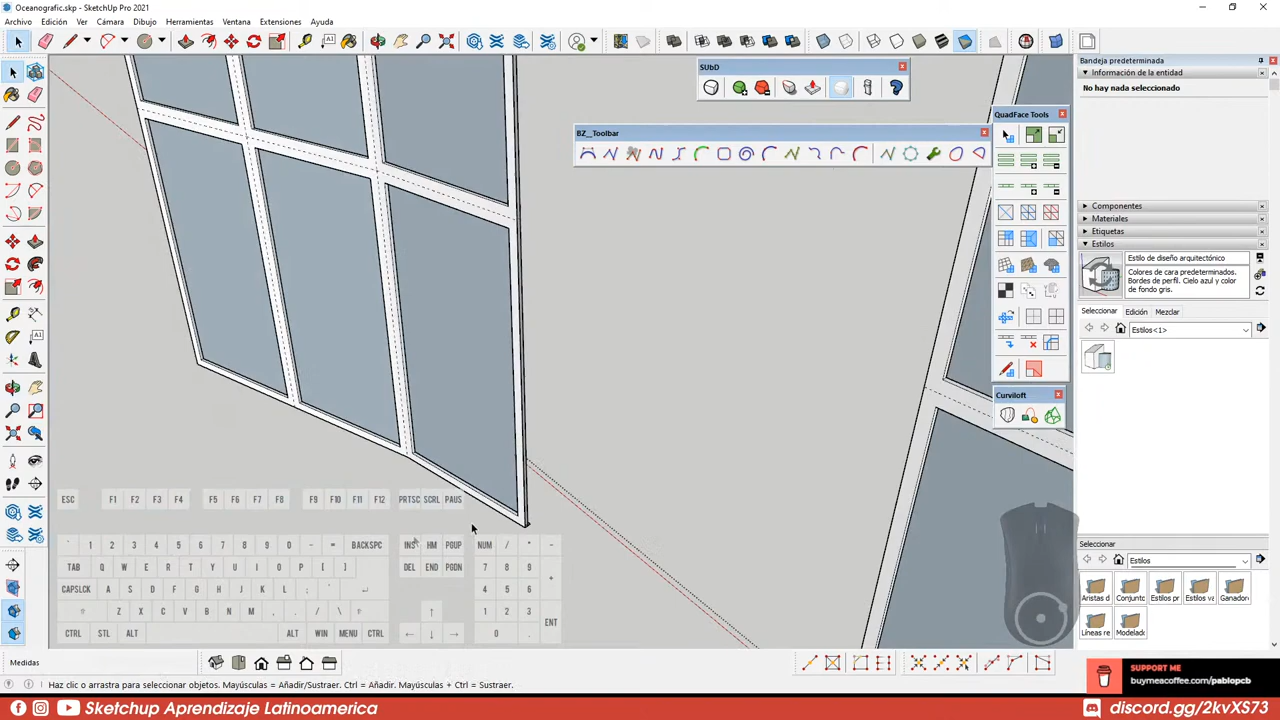 Oceanografic.skp - SketchUp Pro 2021
Archivo Edición Ver Cámara Dibujo Herramientas Ventana Extensiones Ayuda
Bandeja predeterminada
Información de la entidad
No hay nada seleccionado
SUbD
QuadFace Tools
BZ__Toolbar
Curviloft
Componentes
Materiales
Etiquetas
Estilos
Estilo de diseño arquitectónico
Colores de cara predeterminados.
Bordes de perfil. Cielo azul y color
de fondo gris.
Seleccionar Edición Mezclar
Estilos<1>
ESC F1 F2 F3 F4 F5 F6 F7 F8 F9 F10 F11 F12 PRTSC SCRL PAUS
` 1 2 3 4 5 6 7 8 9 0 - = BACKSPC INS HM PGUP NUM / * -
TAB Q W E R T Y U I O P [ ] DEL END PGDN 7 8 9 +
CAPSLCK A S D F G H J K L ; ' 4 5 6
Z X C V B N M , . / \ 1 2 3 ENT
CTRL STL ALT ALT WIN MENU CTRL 0 .
Seleccionar
Estilos
Aristas d Conjunto Estilos pr Estilos va Ganadore
Líneas re Modelado
Medidas
Haz clic o arrastra para seleccionar objetos. Mayúsculas = Añadir/Sustraer. Ctrl = Añadir. Mayúsculas + Ctrl = Sustraer.
SUPPORT ME
buymeacoffee.com/pablopcb
Sketchup Aprendizaje Latinoamerica
discord.gg/2kvXS73